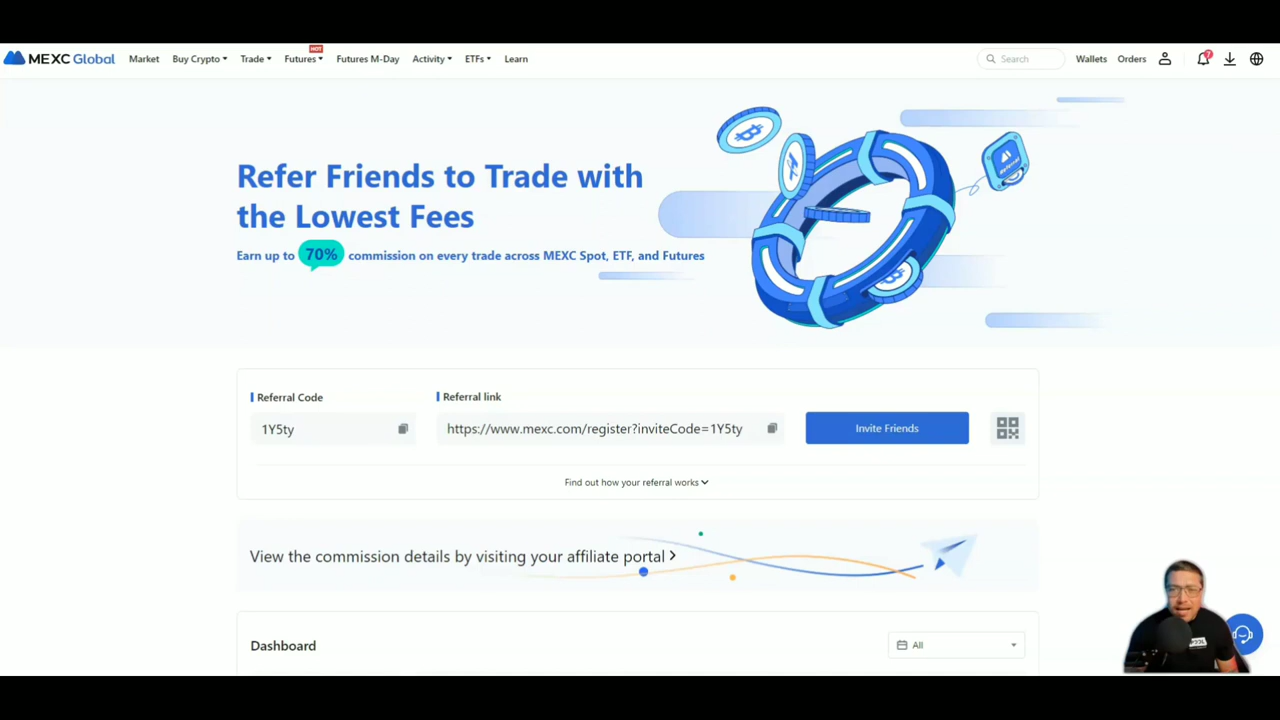 MEXC Global
Market
Buy Crypto
Trade
Futures
HOT
Futures M-Day
Activity
ETFs
Learn
Search
Wallets
Orders
7
Refer Friends to Trade with
the Lowest Fees
Earn up to 70% commission on every trade across MEXC Spot, ETF, and Futures
Referral Code
Referral link
1Y5ty
https://www.mexc.com/register?inviteCode=1Y5ty
Invite Friends
Find out how your referral works
View the commission details by visiting your affiliate portal
Dashboard
All